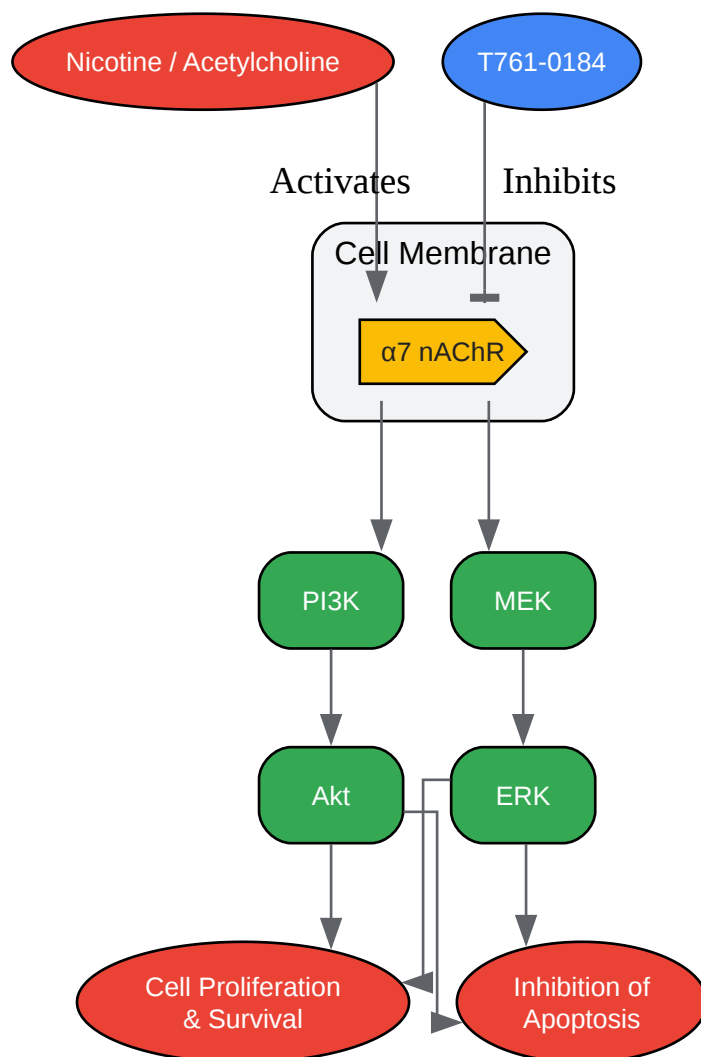 Nicotine / Acetylcholine
T761-0184
Activates
Inhibits
Cell Membrane
α7 nAChR
PI3K
MEK
Akt
ERK
Cell Proliferation
& Survival
Inhibition of
Apoptosis